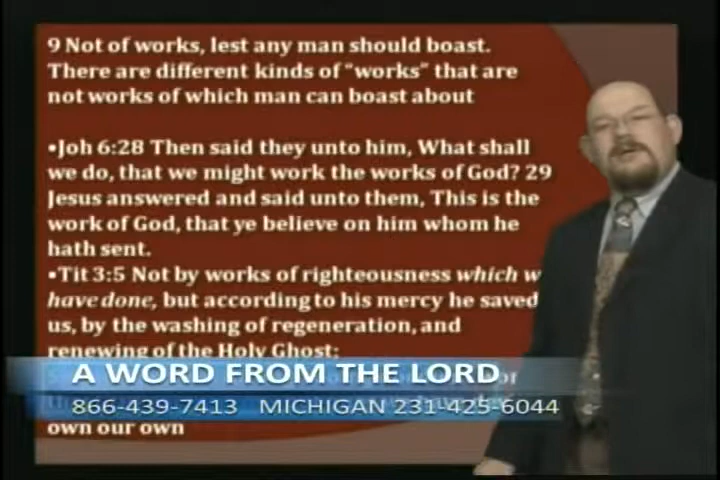 9 Not of works, lest any man should boast.
There are different kinds of "works" that are
not works of which man can boast about
•Joh 6:28 Then said they unto him, What shall
we do, that we might work the works of God? 29
Jesus answered and said unto them, This is the
work of God, that ye believe on him whom he
hath sent.
•Tit 3:5 Not by works of righteousness which w
have done, but according to his mercy he saved
us, by the washing of regeneration, and
renewing of the Holy Ghost;
A WORD FROM THE LORD
866-439-7413 MICHIGAN 231-425-6044
own our own